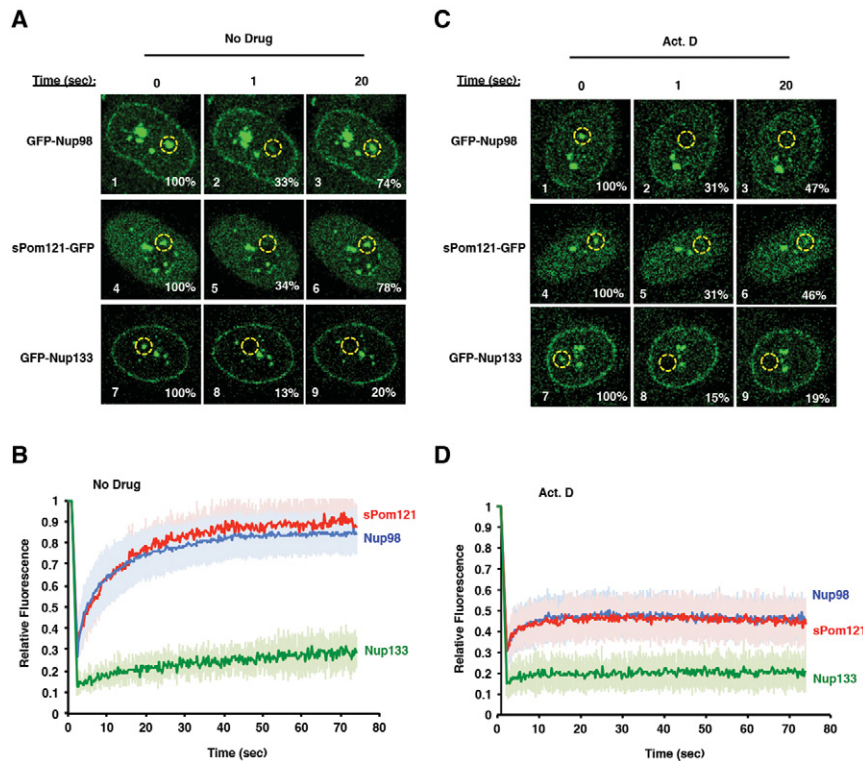 A
No Drug
Time (sec):
0
1
20
GFP-Nup98
1
100%
2
33%
3
74%
sPom121-GFP
4
100%
5
34%
6
78%
GFP-Nup133
7
100%
8
13%
9
20%
C
Act. D
Time (sec):
0
1
20
GFP-Nup98
1
100%
2
31%
3
47%
sPom121-GFP
4
100%
5
31%
6
46%
GFP-Nup133
7
100%
8
15%
9
19%
B
No Drug
Relative Fluorescence
1
0.9
0.8
0.7
0.6
0.5
0.4
0.3
0.2
0.1
0
sPom121
Nup98
Nup133
0 10 20 30 40 50 60 70 80
Time (sec)
D
Act. D
Relative Fluorescence
1
0.9
0.8
0.7
0.6
0.5
0.4
0.3
0.2
0.1
0
Nup98
sPom121
Nup133
0 10 20 30 40 50 60 70 80
Time (sec)